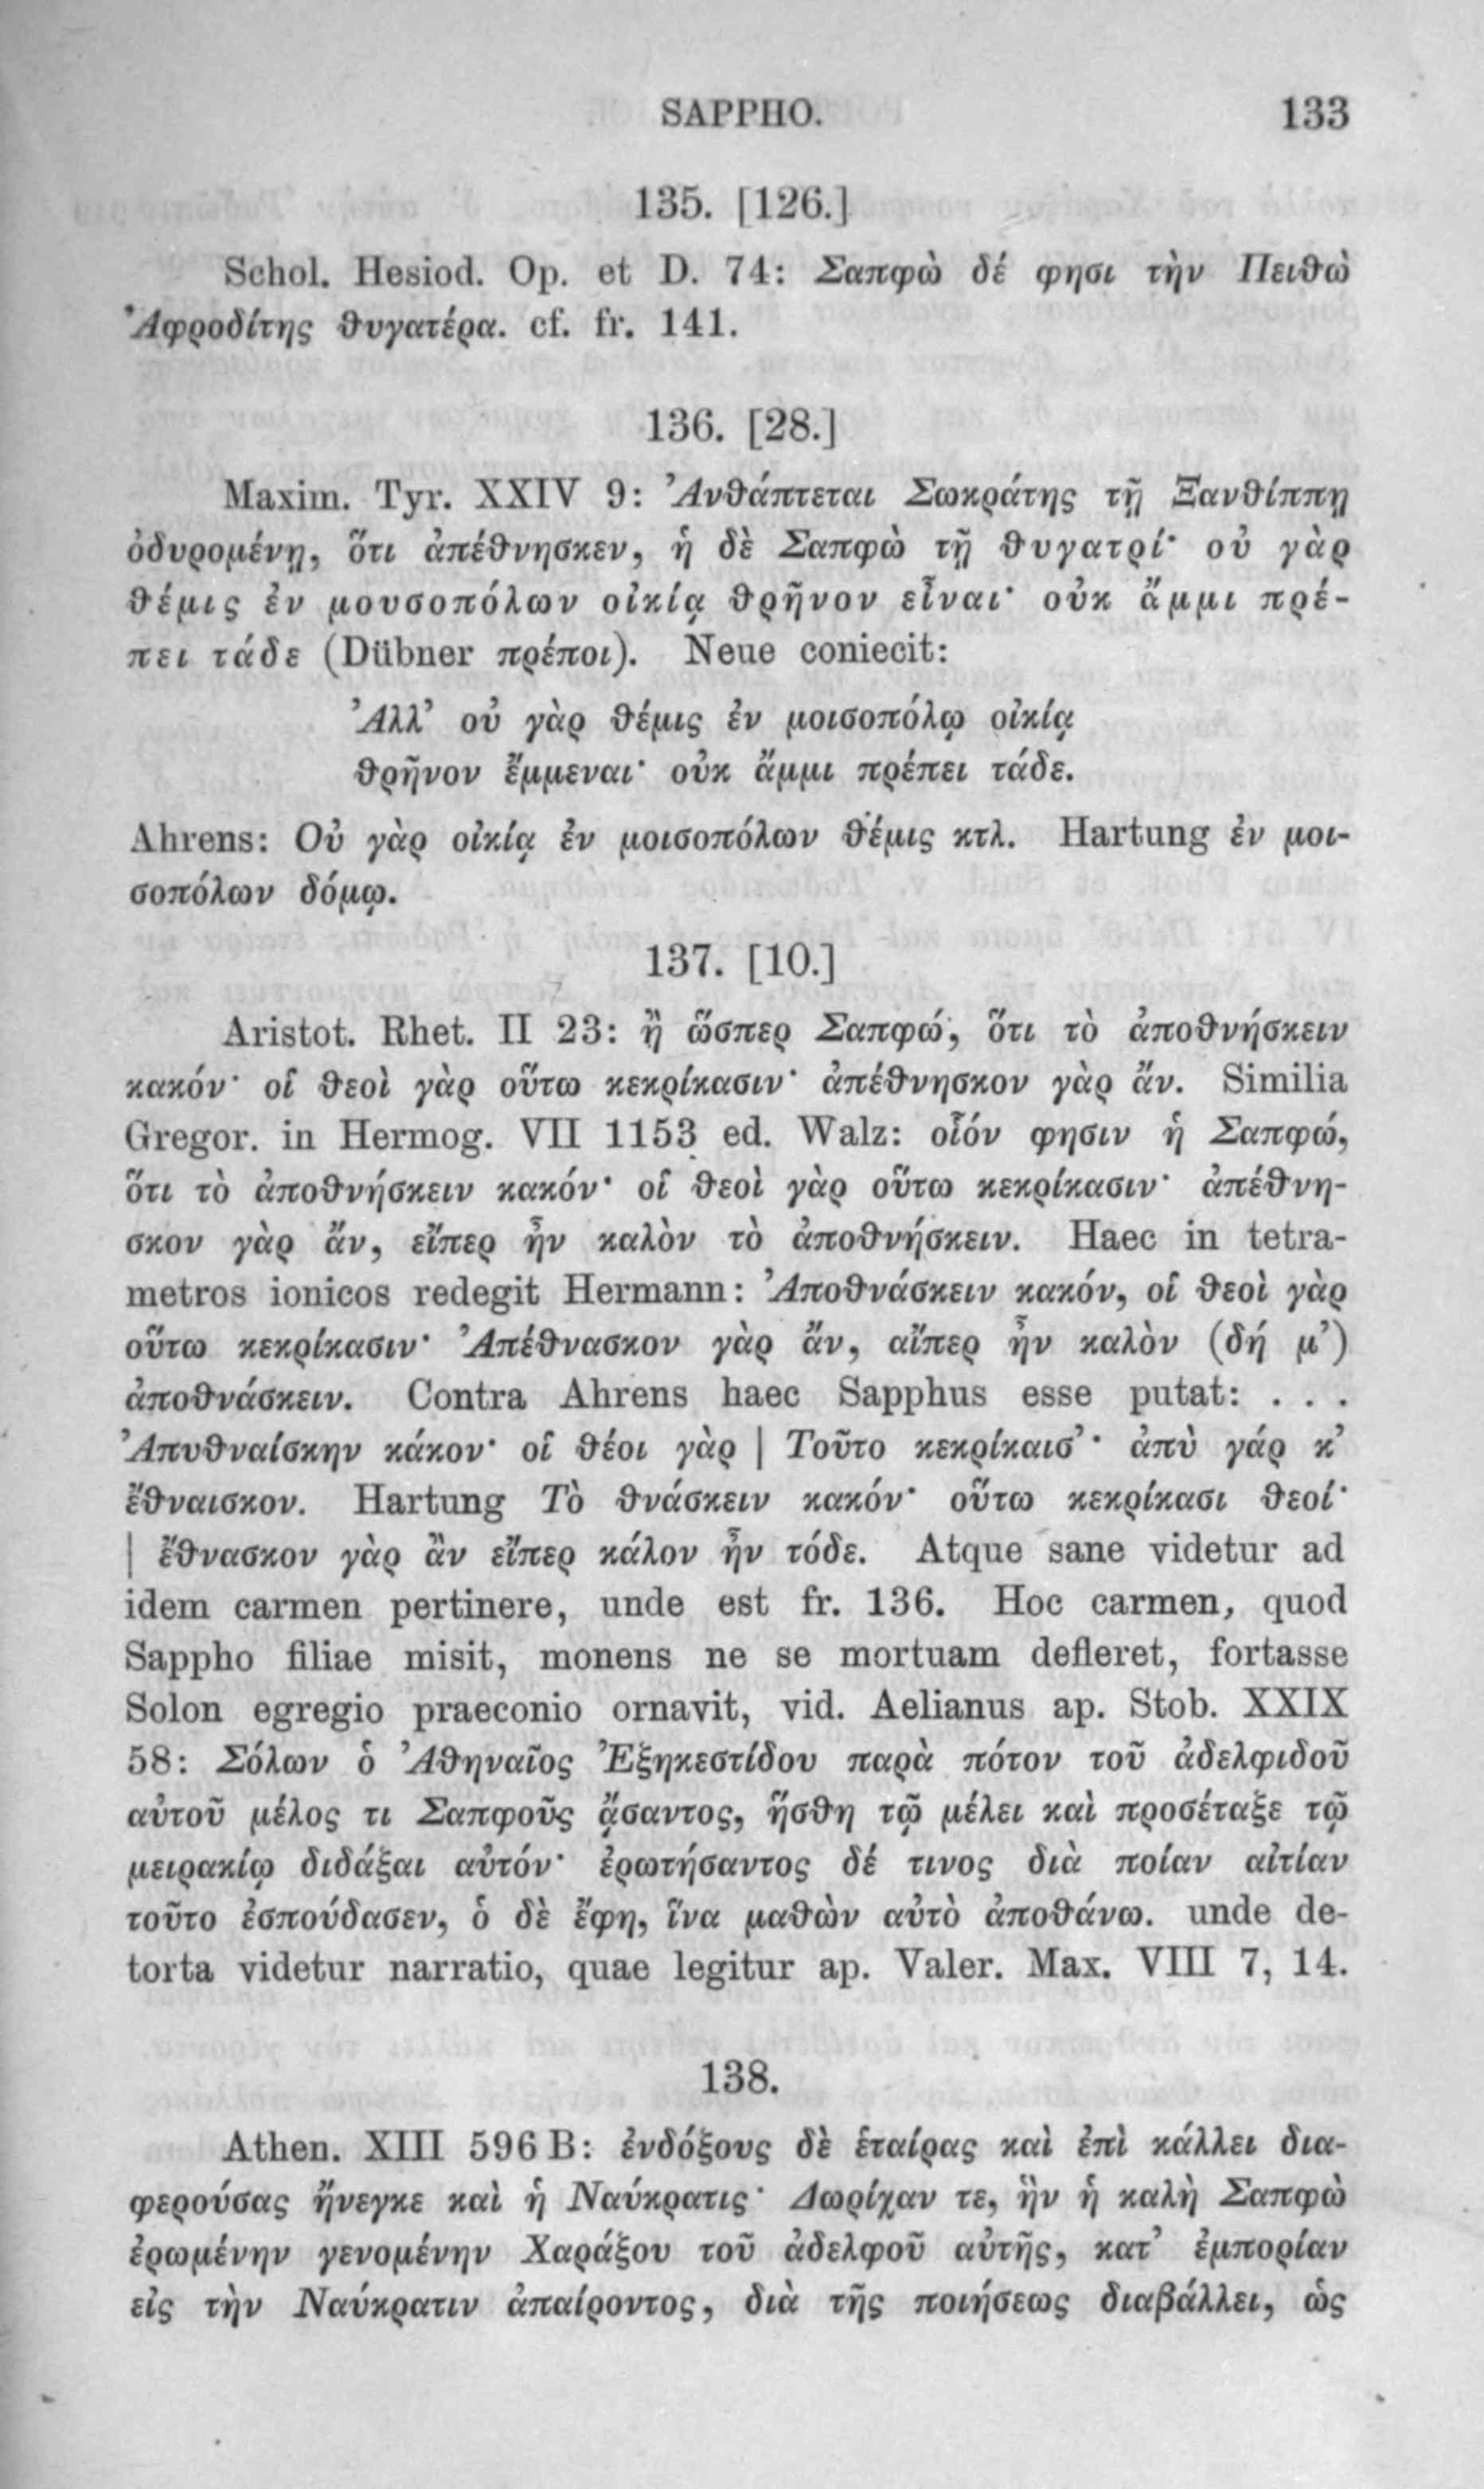 SAPPHO. 133
135. [126.]
Schol. Hesiod. Op. et D. 74: Σαπφὼ δέ φησι τὴν Πειθὼ
Ἀφροδίτης θυγατέρα. cf. fr. 141.
136. [28.]
Maxim. Tyr. XXIV 9: Ἀνθάπτεται Σωκράτης τῇ Ξανθίππῃ
ὀδυρομένῃ, ὅτι ἀπέθνησκεν, ἡ δὲ Σαπφὼ τῇ θυγατρί· οὐ γὰρ
θέμις ἐν μουσοπόλων οἰκίᾳ θρῆνον εἶναι· οὐκ ἄμμι πρέ-
πει τάδε (Dübner πρέποι). Neue coniecit:
Ἀλλ’ οὐ γὰρ θέμις ἐν μοισοπόλῳ οἰκίᾳ
θρῆνον ἔμμεναι· οὐκ ἄμμι πρέπει τάδε.
Ahrens: Οὐ γὰρ οἰκίᾳ ἐν μοισοπόλων θέμις κτλ. Hartung ἐν μοι-
σοπόλων δόμῳ.
137. [10.]
Aristot. Rhet. II 23: ἢ ὥσπερ Σαπφώ, ὅτι τὸ ἀποθνήσκειν
κακόν· οἱ θεοὶ γὰρ οὕτω κεκρίκασιν· ἀπέθνησκον γὰρ ἄν. Similia
Gregor. in Hermog. VII 1153 ed. Walz: οἷόν φησιν ἡ Σαπφώ,
ὅτι τὸ ἀποθνήσκειν κακόν· οἱ θεοὶ γὰρ οὕτω κεκρίκασιν· ἀπέθνη-
σκον γὰρ ἄν, εἴπερ ἦν καλὸν τὸ ἀποθνήσκειν. Haec in tetra-
metros ionicos redegit Hermann: Ἀποθνάσκειν κακόν, οἱ θεοὶ γὰρ
οὕτω κεκρίκασιν· Ἀπέθνασκον γὰρ ἄν, αἴπερ ἦν καλὸν (δή μ’)
ἀποθνάσκειν. Contra Ahrens haec Sapphus esse putat: . . .
Ἀπυθναίσκην κάκον· οἱ θέοι γὰρ | Τοῦτο κεκρίκαισ’· ἀπὺ γάρ κ’
ἔθναισκον. Hartung Τὸ θνάσκειν κακόν· οὕτω κεκρίκασι θεοί·
| ἔθνασκον γὰρ ἂν εἴπερ κάλον ἦν τόδε. Atque sane videtur ad
idem carmen pertinere, unde est fr. 136. Hoc carmen, quod
Sappho filiae misit, monens ne se mortuam defleret, fortasse
Solon egregio praeconio ornavit, vid. Aelianus ap. Stob. XXIX
58: Σόλων ὁ Ἀθηναῖος Ἐξηκεστίδου παρὰ πότον τοῦ ἀδελφιδοῦ
αὐτοῦ μέλος τι Σαπφοῦς ᾄσαντος, ἥσθη τῷ μέλει καὶ προσέταξε τῷ
μειρακίῳ διδάξαι αὐτόν· ἐρωτήσαντος δέ τινος διὰ ποίαν αἰτίαν
τοῦτο ἐσπούδασεν, ὁ δὲ ἔφη, ἵνα μαθὼν αὐτὸ ἀποθάνω. unde de-
torta videtur narratio, quae legitur ap. Valer. Max. VIII 7, 14.
138.
Athen. XIII 596 B: ἐνδόξους δὲ ἑταίρας καὶ ἐπὶ κάλλει δια-
φερούσας ἤνεγκε καὶ ἡ Ναύκρατις· Δωρίχαν τε, ἣν ἡ καλὴ Σαπφὼ
ἐρωμένην γενομένην Χαράξου τοῦ ἀδελφοῦ αὐτῆς, κατ’ ἐμπορίαν
εἰς τὴν Ναύκρατιν ἀπαίροντος, διὰ τῆς ποιήσεως διαβάλλει, ὡς